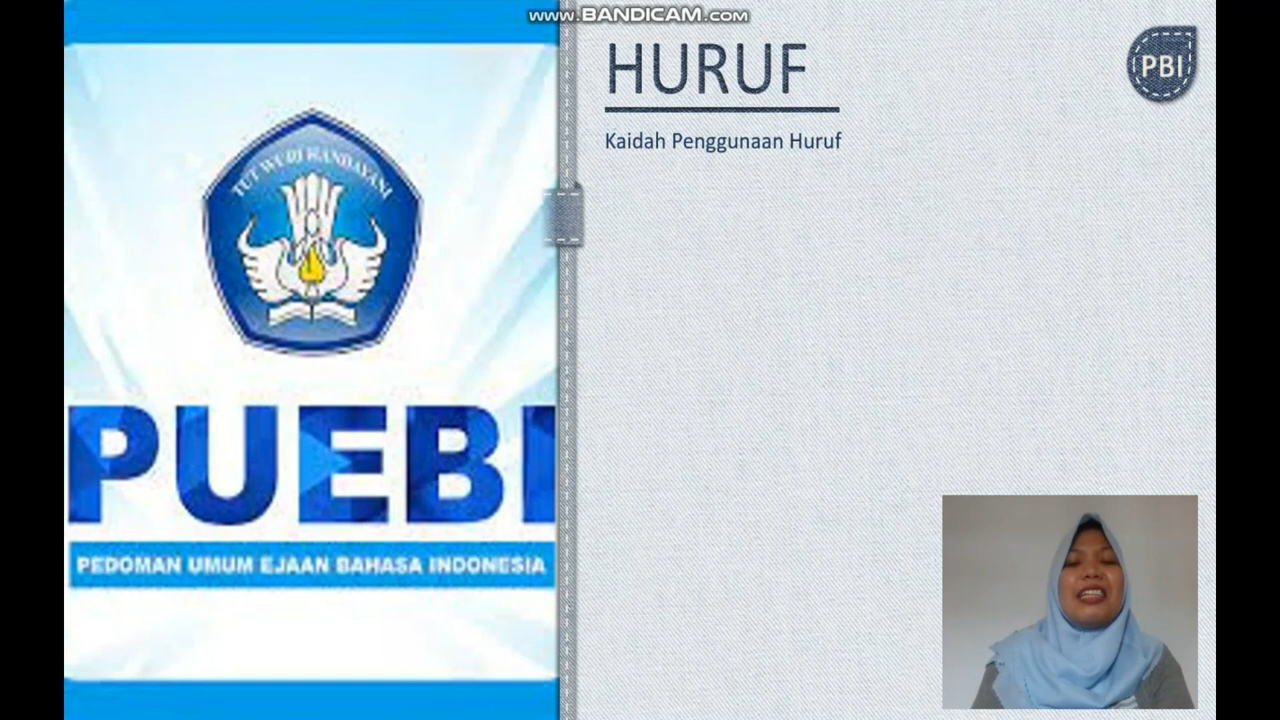 www.BANDICAM.com
TUT WURI HANDAYANI
PUEBI
PEDOMAN UMUM EJAAN BAHASA INDONESIA
HURUF
Kaidah Penggunaan Huruf
PBI